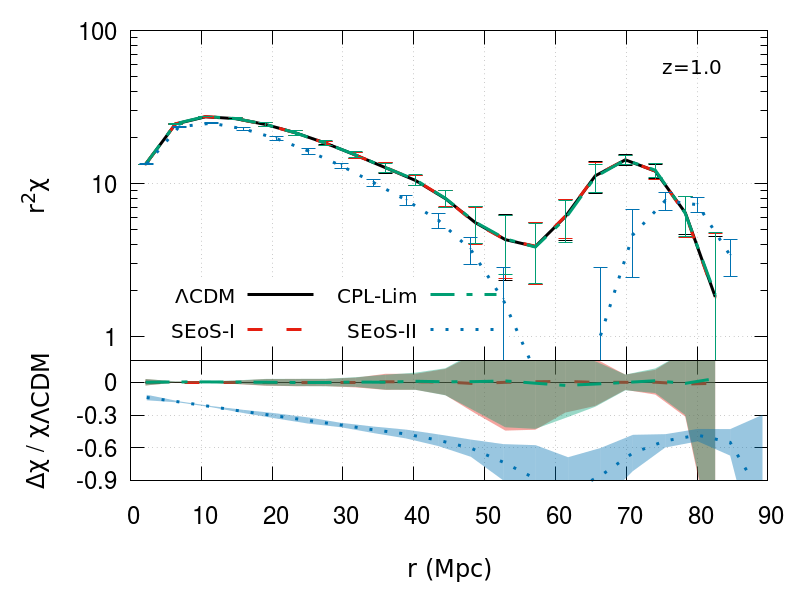 100
z=1.0
10
r²χ
ΛCDM CPL-Lim
SEoS-I SEoS-II
1
Δχ / χΛCDM
0
-0.3
-0.6
-0.9
0 10 20 30 40 50 60 70 80 90
r (Mpc)